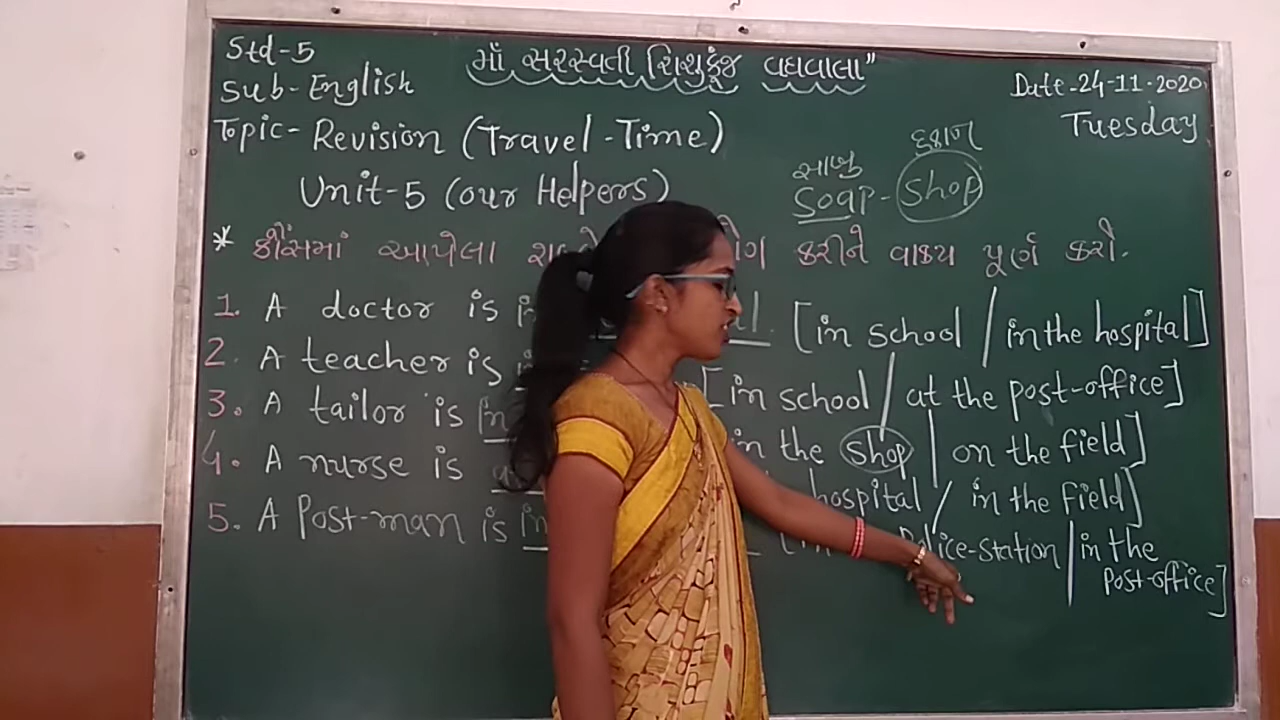 Std-5
માઁ સરસ્વતી શિશુકુંજ વઘવાલા"
Sub-English
Date-24-11-2020
Topic-Revision (Travel-Time)
Tuesday
Unit-5 (our Helpers)
સાબુ દુકાન
Soap-Shop
* કૌંસમાં આપેલા કરીને વાક્ય પૂર્ણ કરો.
1. A doctor is [in school / in the hospital]
2. A teacher is [in school / at the post-office]
3. A tailor is in the shop / on the field]
4. A nurse is hospital / in the field]
5. A Post-man is Police-station / in the
Post-office]